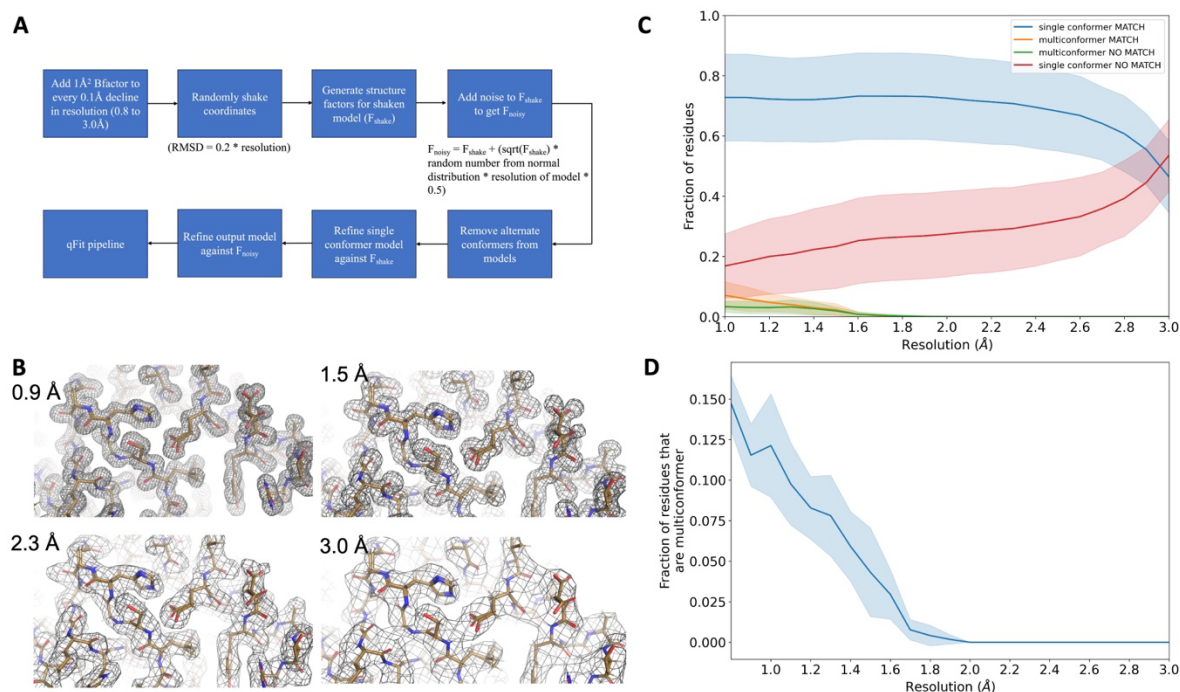 A
Add 1Å² Bfactor to
every 0.1Å decline
in resolution (0.8 to
3.0Å)
Randomly shake
coordinates
(RMSD = 0.2 * resolution)
Generate structure
factors for shaken
model (Fshake)
Add noise to Fshake
to get Fnoisy
Fnoisy = Fshake + (sqrt(Fshake) *
random number from normal
distribution * resolution of model *
0.5)
qFit pipeline
Refine output model
against Fnoisy
Refine single
conformer model
against Fshake
Remove alternate
conformers from
models
B
0.9 Å
1.5 Å
2.3 Å
3.0 Å
C
single conformer MATCH
multiconformer MATCH
multiconformer NO MATCH
single conformer NO MATCH
Fraction of residues
1.0
0.8
0.6
0.4
0.2
0.0
1.0 1.2 1.4 1.6 1.8 2.0 2.2 2.4 2.6 2.8 3.0
Resolution (Å)
D
Fraction of residues that
are multiconformer
0.150
0.125
0.100
0.075
0.050
0.025
0.000
1.0 1.2 1.4 1.6 1.8 2.0 2.2 2.4 2.6 2.8 3.0
Resolution (Å)